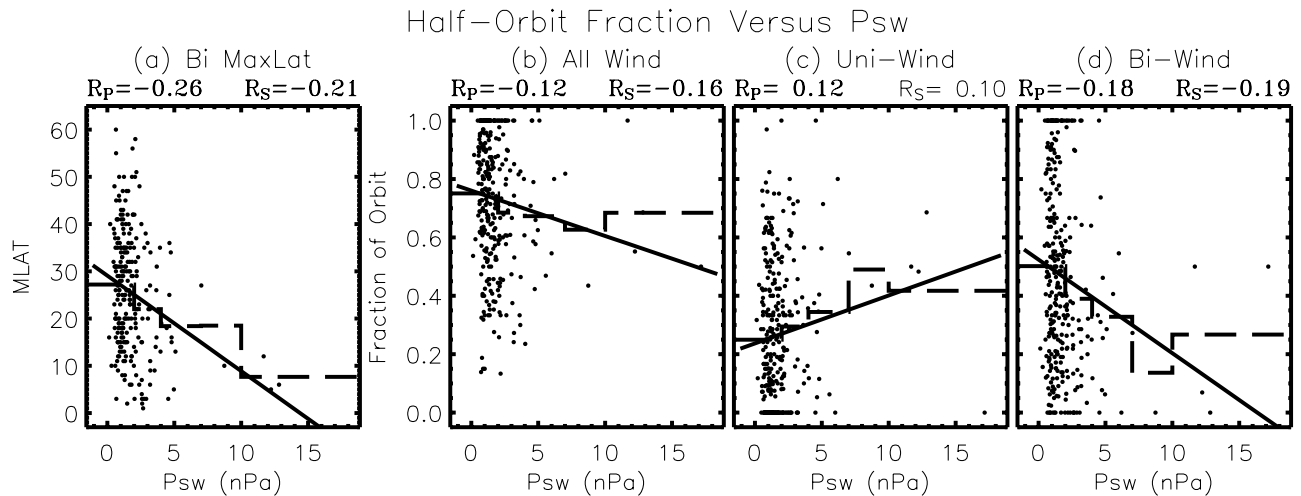 Half-Orbit Fraction Versus Psw
(a) Bi MaxLat
(b) All Wind
(c) Uni-Wind
(d) Bi-Wind
RP=-0.26 RS=-0.21
RP=-0.12 RS=-0.16
RP= 0.12 RS= 0.10
RP=-0.18 RS=-0.19
MLAT
60
50
40
30
20
10
0
Fraction of Orbit
1.0
0.8
0.6
0.4
0.2
0.0
0 5 10 15
0 5 10 15
0 5 10 15
0 5 10 15
Psw (nPa)
Psw (nPa)
Psw (nPa)
Psw (nPa)